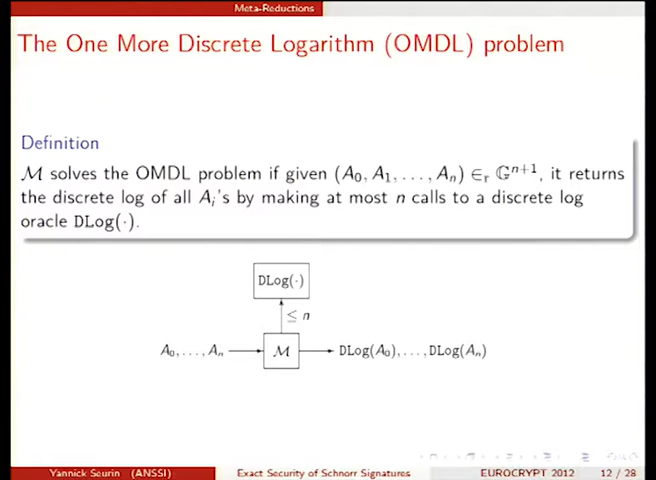 Meta-Reductions
The One More Discrete Logarithm (OMDL) problem
Definition
ℳ solves the OMDL problem if given (A₀, A₁, . . . , Aₙ) ∈ᵣ 𝔾ⁿ⁺¹, it returns
the discrete log of all Aᵢ's by making at most n calls to a discrete log
oracle DLog(·).
DLog(·)
≤ n
A₀, . . . , Aₙ
ℳ
DLog(A₀), . . . , DLog(Aₙ)
Yannick Seurin (ANSSI)
Exact Security of Schnorr Signatures
EUROCRYPT 2012
12 / 28